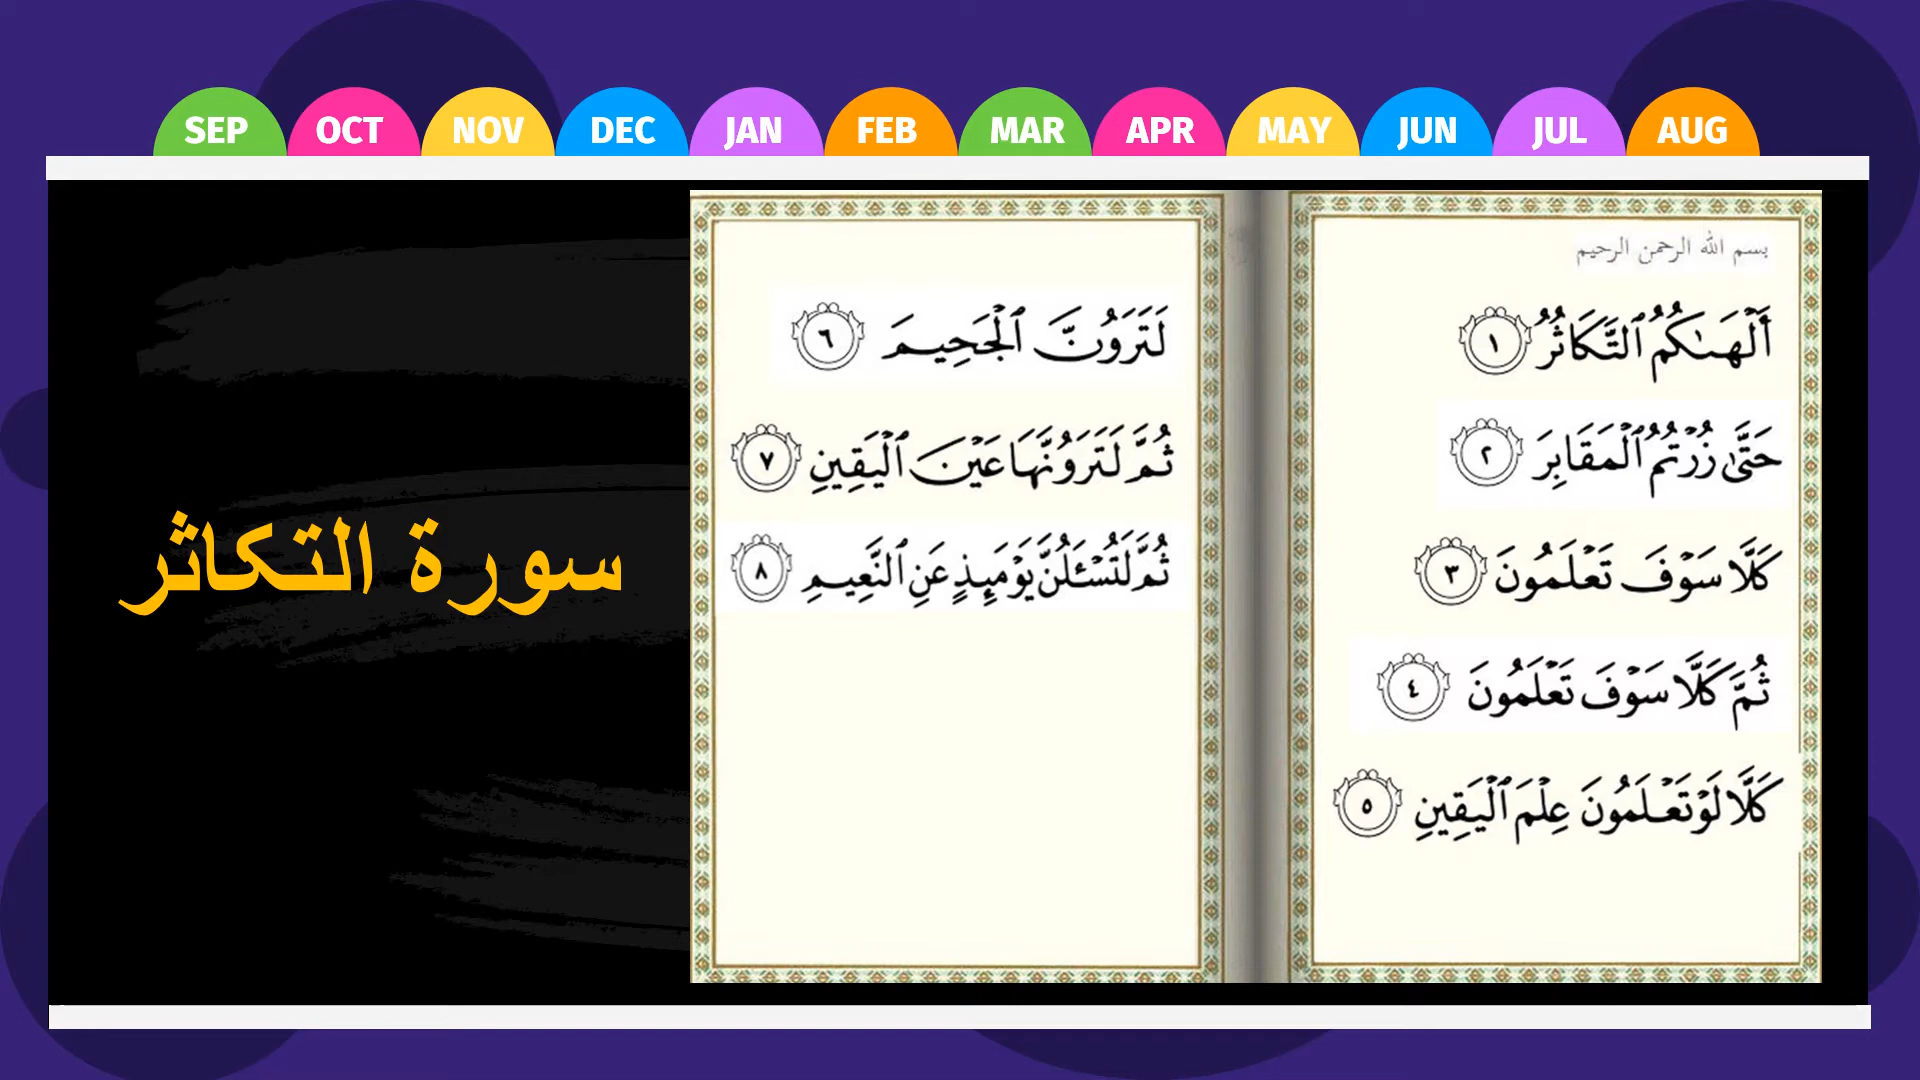 SEP OCT NOV DEC JAN FEB MAR APR MAY JUN JUL AUG
سورة التكاثر
بسم الله الرحمن الرحيم
أَلْهَىٰكُمُ ٱلتَّكَاثُرُ ١
حَتَّىٰ زُرْتُمُ ٱلْمَقَابِرَ ٢
كَلَّا سَوْفَ تَعْلَمُونَ ٣
ثُمَّ كَلَّا سَوْفَ تَعْلَمُونَ ٤
كَلَّا لَوْ تَعْلَمُونَ عِلْمَ ٱلْيَقِينِ ٥
لَتَرَوُنَّ ٱلْجَحِيمَ ٦
ثُمَّ لَتَرَوُنَّهَا عَيْنَ ٱلْيَقِينِ ٧
ثُمَّ لَتُسْـَٔلُنَّ يَوْمَئِذٍ عَنِ ٱلنَّعِيمِ ٨